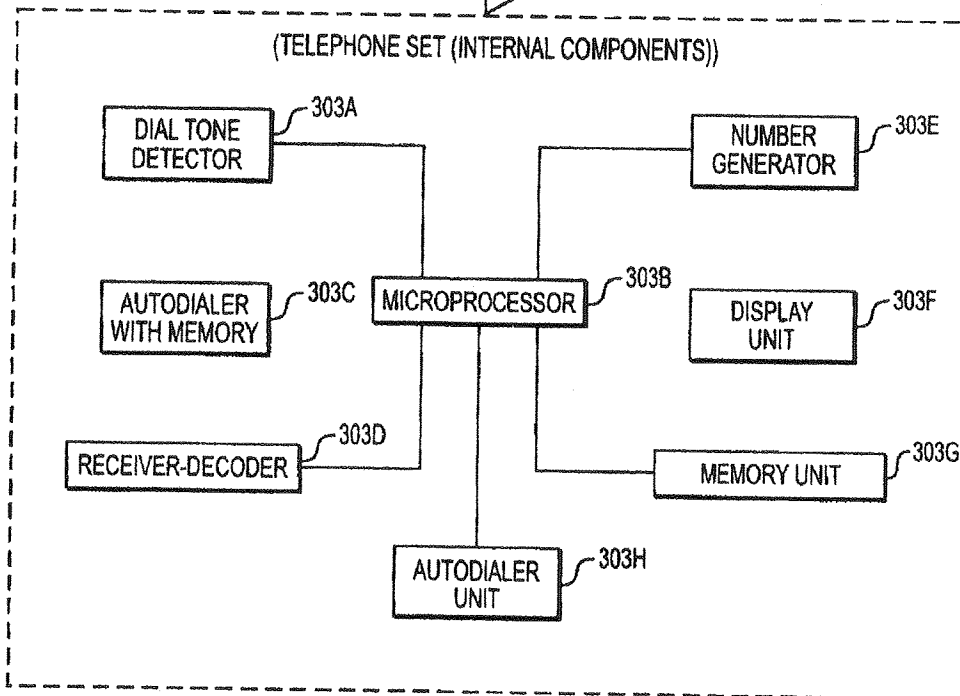 (TELEPHONE SET (INTERNAL COMPONENTS))
DIAL TONE
DETECTOR
303A
NUMBER
GENERATOR
303E
AUTODIALER
WITH MEMORY
303C
MICROPROCESSOR
303B
DISPLAY
UNIT
303F
RECEIVER-DECODER
303D
MEMORY UNIT
303G
AUTODIALER
UNIT
303H